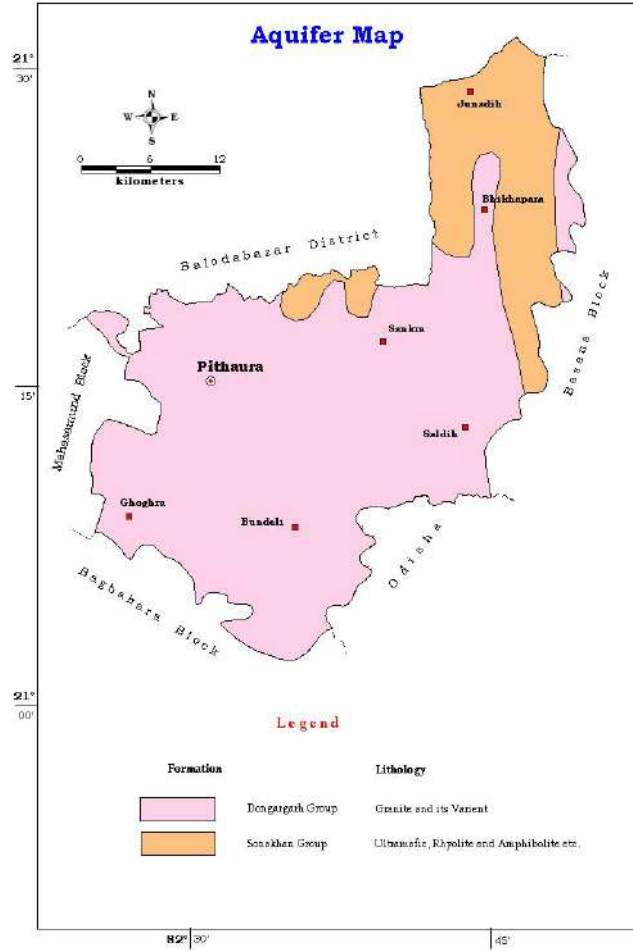 Aquifer Map
21°
30'
N
W E
S
0 6 12
kilometers
Junadih
Bhikhapara
Balodabazar District
Sankra
Basana Block
Pithaura
15'
Mahasamund Block
Saldih
Ghoghra
Bundeli
Odisha
Bagbahara Block
21°
00'
Legend
Formation Lithology
Dongargarh Group Granite and its Varient
Sonakhan Group Ultramafic, Rhyolite and Amphibolite etc.
82° 30' 45'